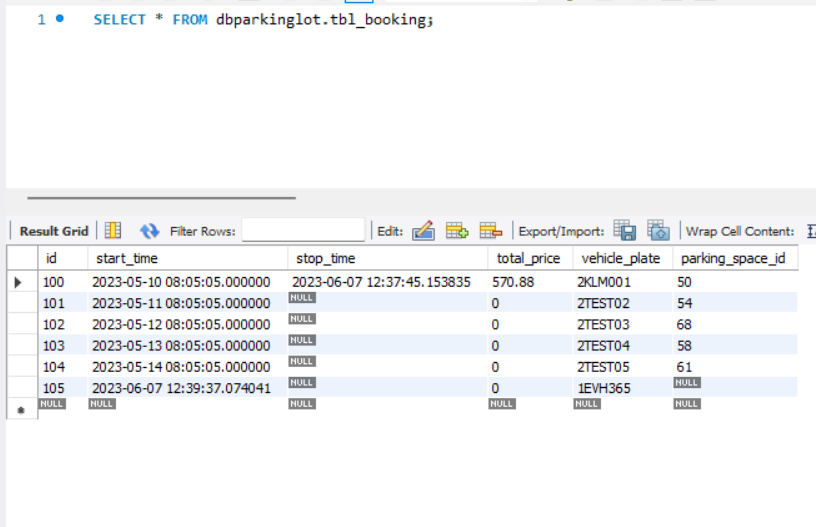 1 SELECT * FROM dbparkinglot.tbl_booking;
Result Grid Filter Rows: Edit: Export/Import: Wrap Cell Content:
id start_time stop_time total_price vehicle_plate parking_space_id
100 2023-05-10 08:05:05.000000 2023-06-07 12:37:45.153835 570.88 2KLM001 50
101 2023-05-11 08:05:05.000000 NULL 0 2TEST02 54
102 2023-05-12 08:05:05.000000 NULL 0 2TEST03 68
103 2023-05-13 08:05:05.000000 NULL 0 2TEST04 58
104 2023-05-14 08:05:05.000000 NULL 0 2TEST05 61
105 2023-06-07 12:39:37.074041 NULL 0 1EVH365 NULL
NULL NULL NULL NULL NULL NULL